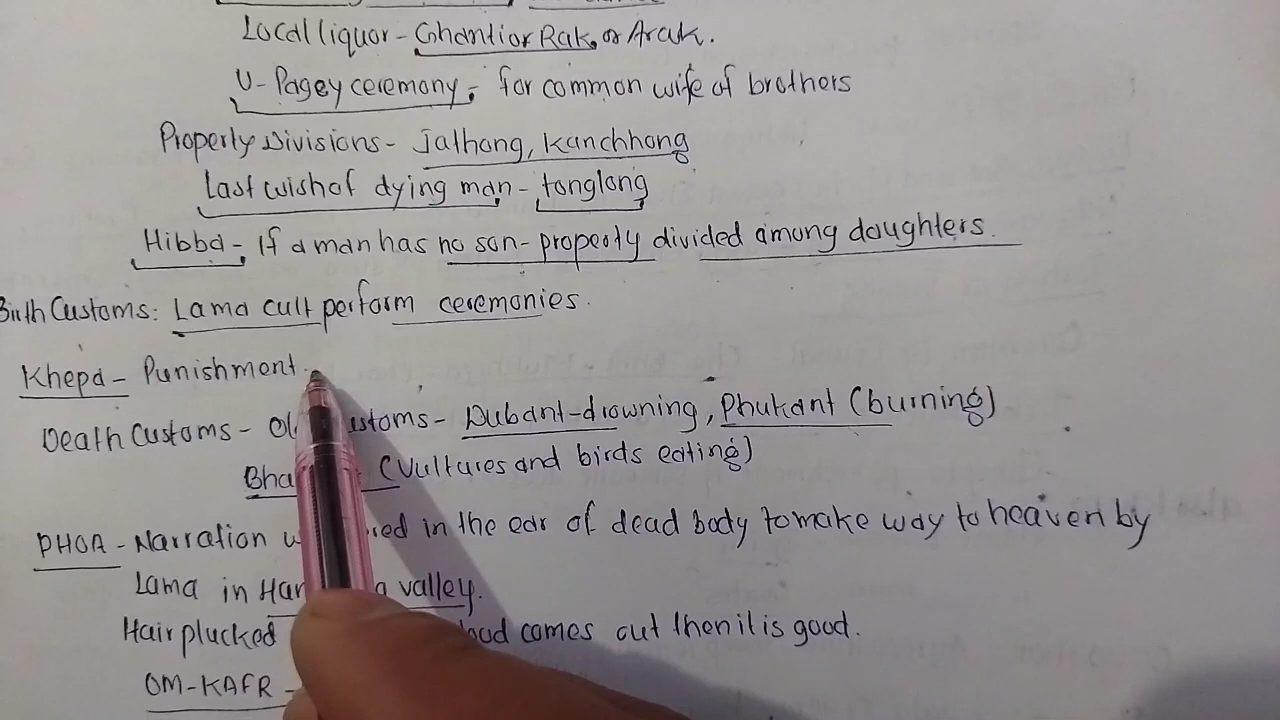 Local liquor - Ghanti or Rak, or Arak.
U-Pagey ceremony - for common wife of brothers
Property Divisions - Jalhong, Kanchhong
Last wish of dying man - tonglong
Hibba - If a man has no son - property divided among daughters.
Birth Customs: Lama cult perform ceremonies.
Khepa - Punishment.
Death Customs - Dubant - drowning, Phukant (burning)
(Vultures and birds eating)
PHOA - Narration in the ear of dead body to make way to heaven by
Lama in valley.
Hair plucked comes out then it is good.
OM-KAFR -